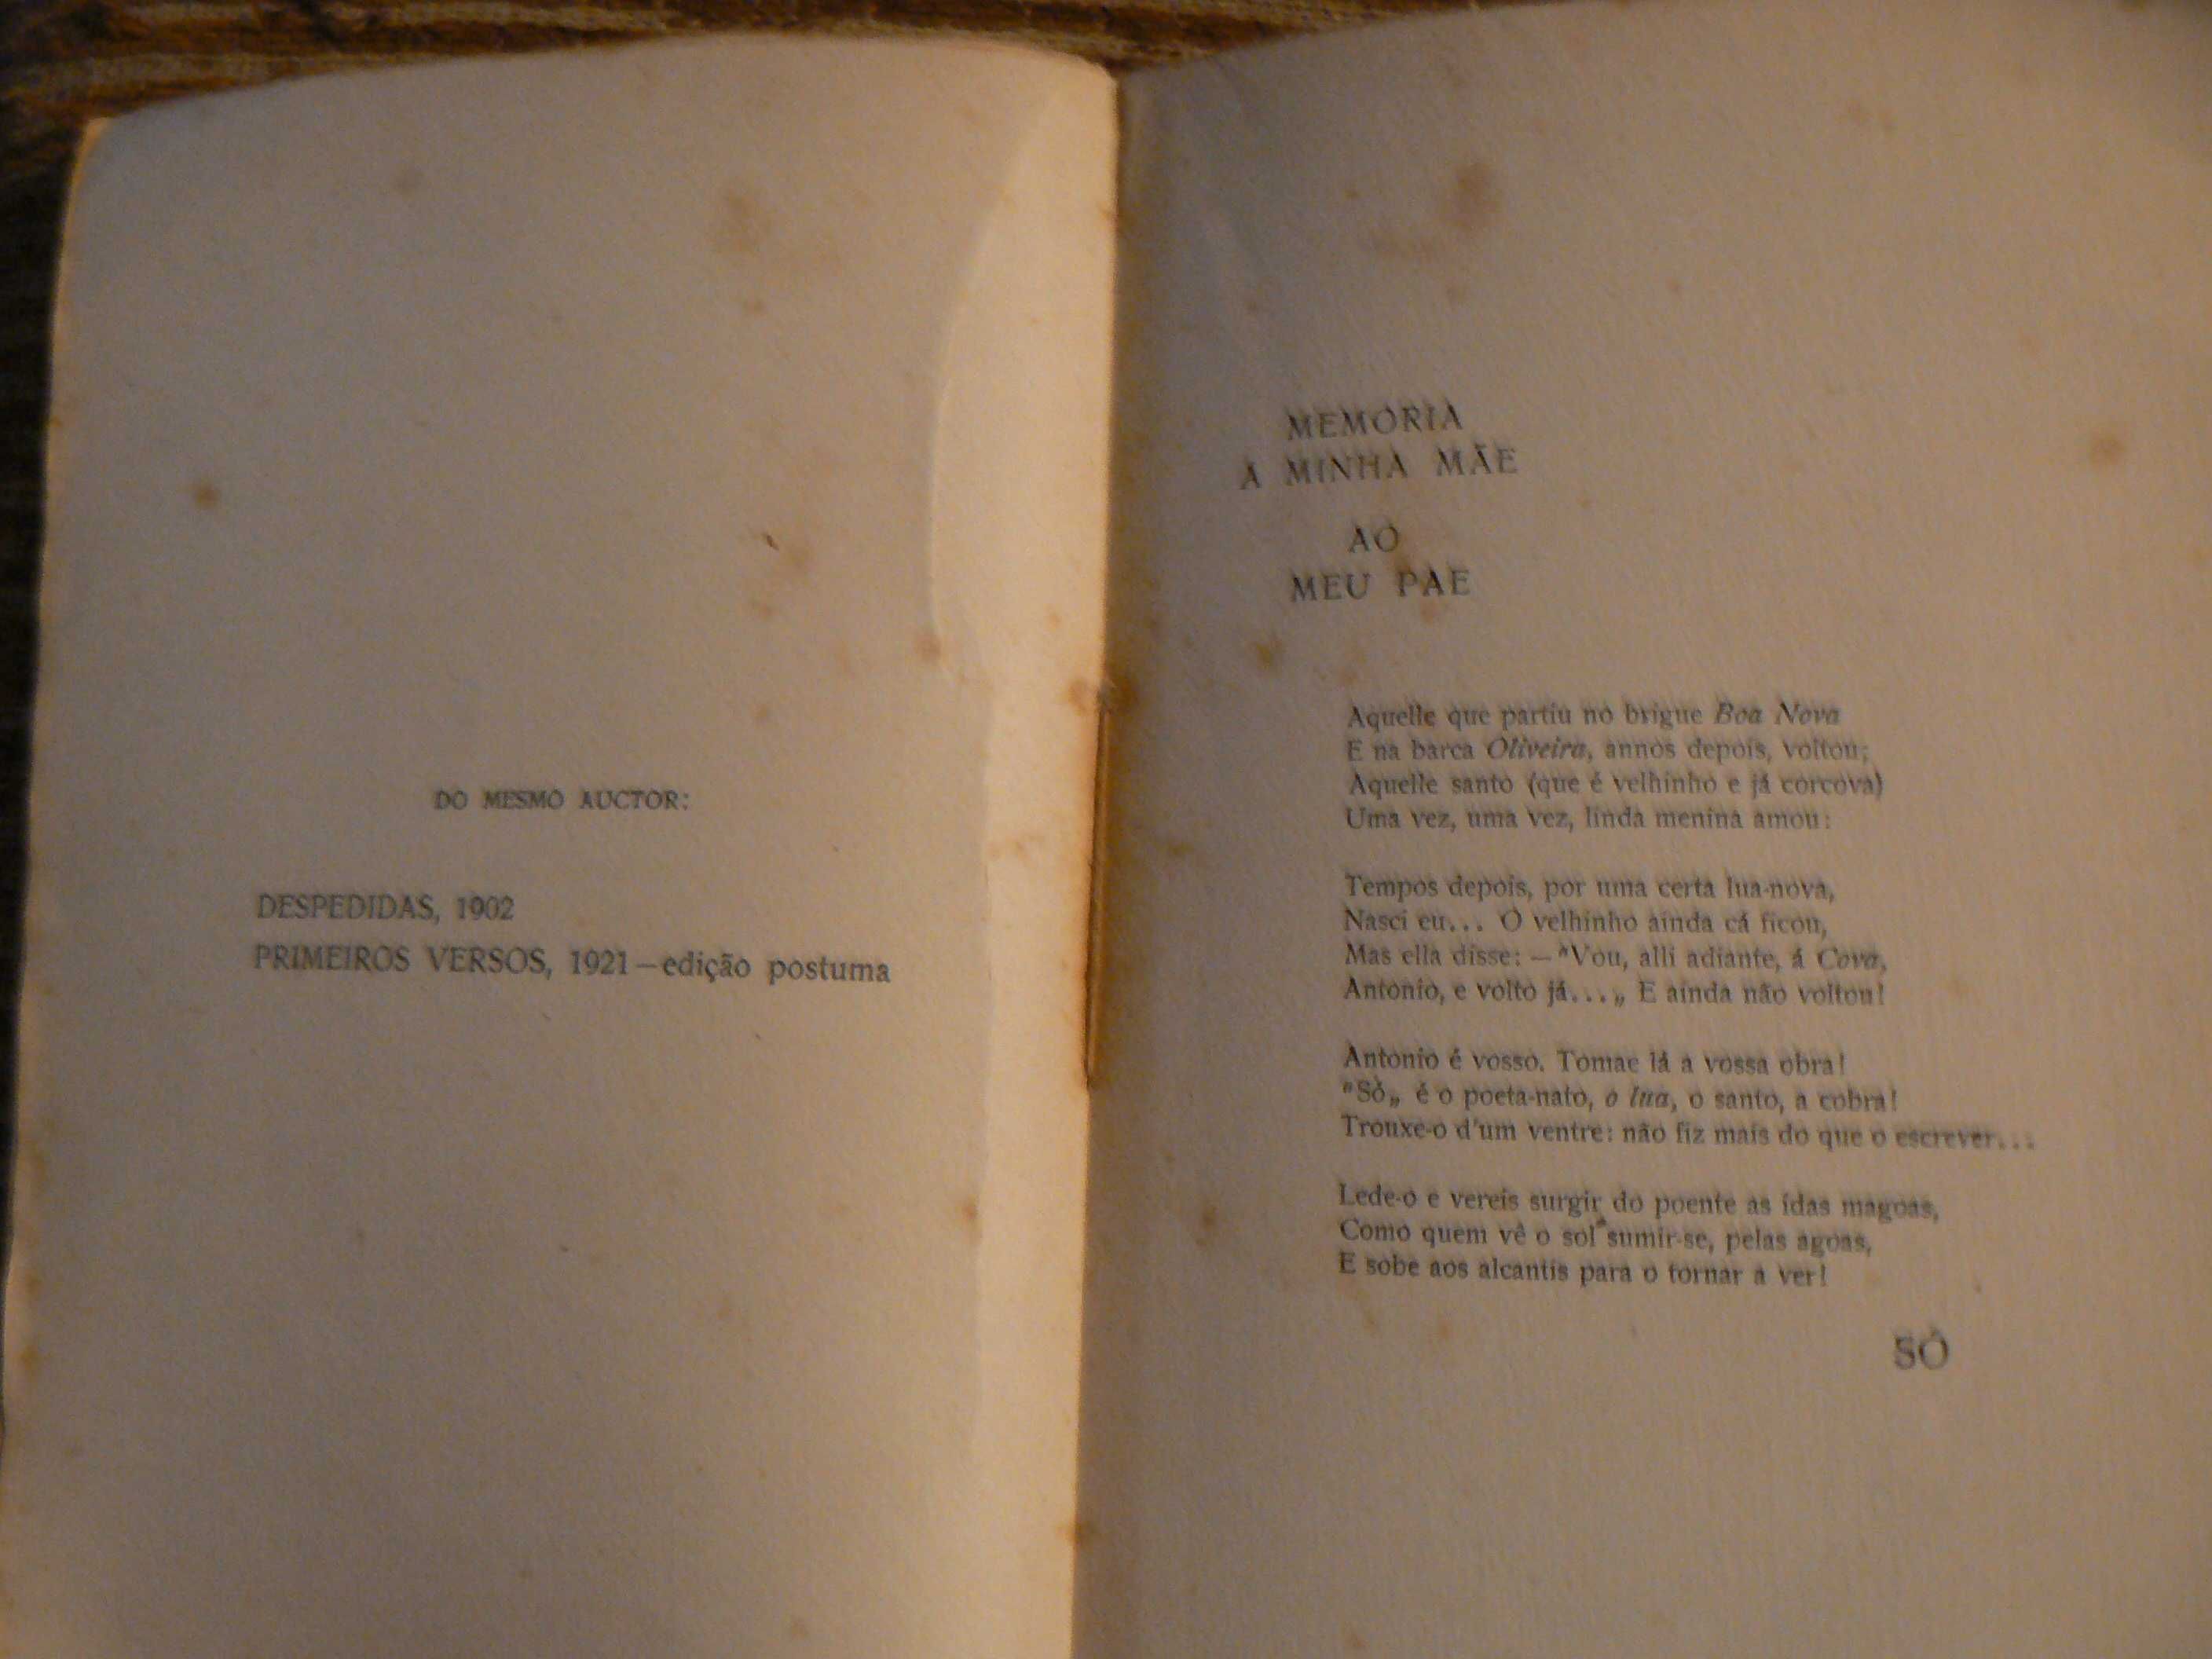 DO MESMO AUCTOR:
DESPEDIDAS, 1902
PRIMEIROS VERSOS, 1921—edição postuma
MEMORIA
A MINHA MÃE
AO
MEU PAE
Aquelle que partiu no brigue Boa Nova
E na barca Oliveira, annos depois, voltou;
Aquelle santo (que é velhinho e já corcova)
Uma vez, uma vez, linda menina amou:
Tempos depois, por uma certa lua-nova,
Nasci eu... O velhinho ainda cá ficou,
Mas ella disse: —"Vou, alli adiante, á Cova,
Antonio, e volto já...„ E ainda não voltou!
Antonio é vosso. Tomae lá a vossa obra!
"Só„ é o poeta-nato, o lua, o santo, a cobra!
Trouxe-o d'um ventre: não fiz mais do que o escrever...
Lede-o e vereis surgir do poente as idas magoas,
Como quem vê o sol sumir-se, pelas agoas,
E sobe aos alcantis para o tornar a ver!
SÓ